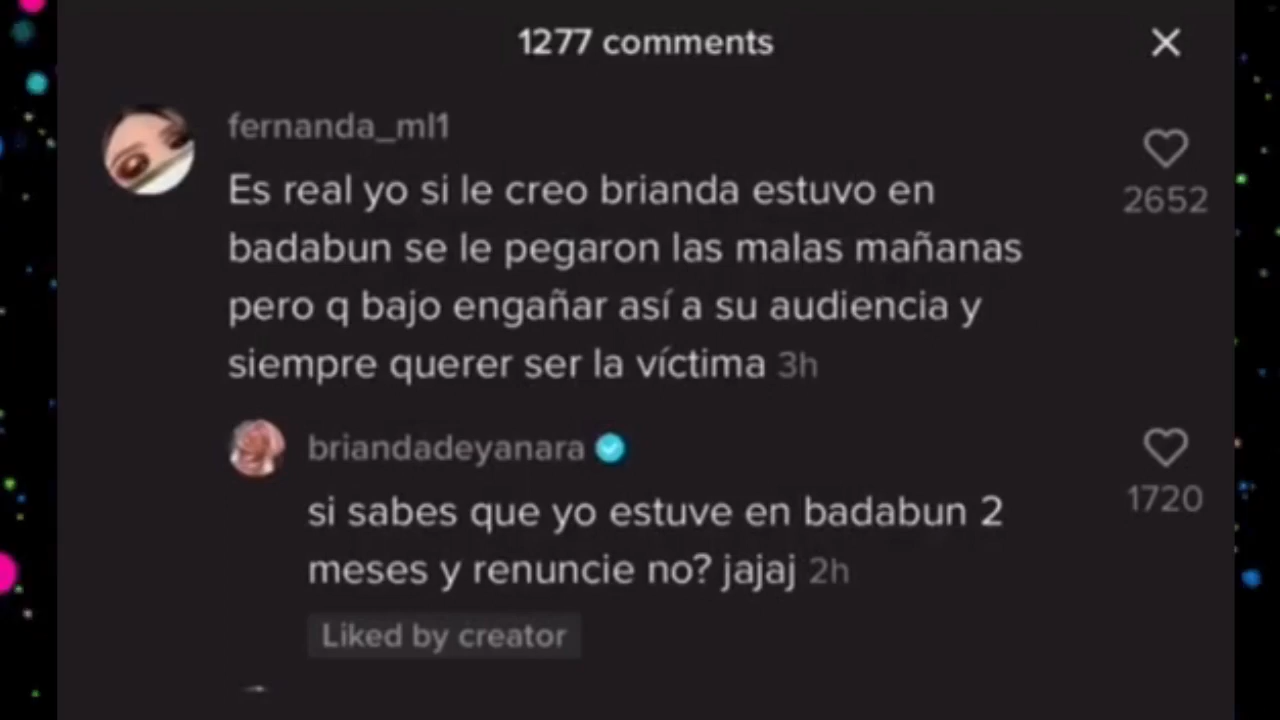 1277 comments
fernanda_ml1
Es real yo si le creo brianda estuvo en
badabun se le pegaron las malas mañanas
pero q bajo engañar así a su audiencia y
siempre querer ser la víctima 3h
2652
briandadeyanara
si sabes que yo estuve en badabun 2
meses y renuncie no? jajaj 2h
1720
Liked by creator